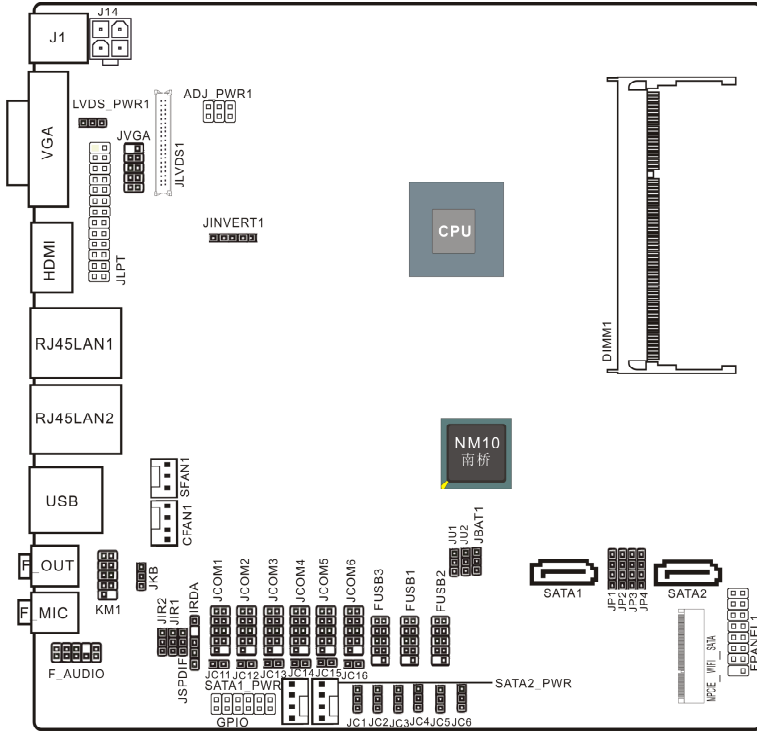 J14
J1
LVDS_PWR1
ADJ_PWR1
JVGA
VGA
JLVDS1
JINVERT1
CPU
HDMI
JLPT
RJ45LAN1
DIMM1
RJ45LAN2
NM10
南桥
SFAN1
USB
CFAN1
JU1
JU2
JBAT1
F_OUT
JKB
KM1
F_MIC
F_AUDIO
JIR2
JIR1
IRDA
JSPDIF
JCOM1
JCOM2
JCOM3
JCOM4
JCOM5
JCOM6
FUSB3
FUSB1
FUSB2
SATA1
JP1
JP2
JP3
JP4
SATA2
MPCIE_WIFI_SATA
FPANEL1
JC11
JC12
JC13
JC14
JC15
JC16
SATA1_PWR
SATA2_PWR
GPIO
JC1
JC2
JC3
JC4
JC5
JC6